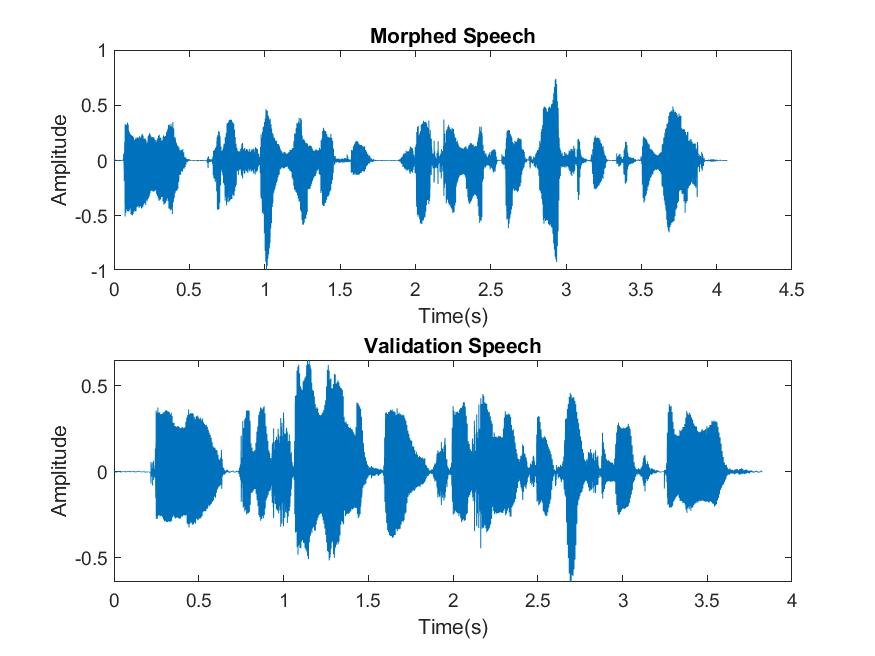 Morphed Speech
1
0.5
0
-0.5
-1
Amplitude
0 0.5 1 1.5 2 2.5 3 3.5 4 4.5
Time(s)
Validation Speech
0.5
0
-0.5
Amplitude
0 0.5 1 1.5 2 2.5 3 3.5 4
Time(s)